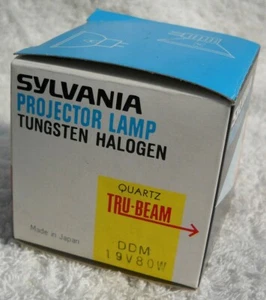 SYLVANIA
PROJECTOR LAMP
TUNGSTEN HALOGEN
QUARTZ
TRU-BEAM
Made in Japan
DDM
19V80W